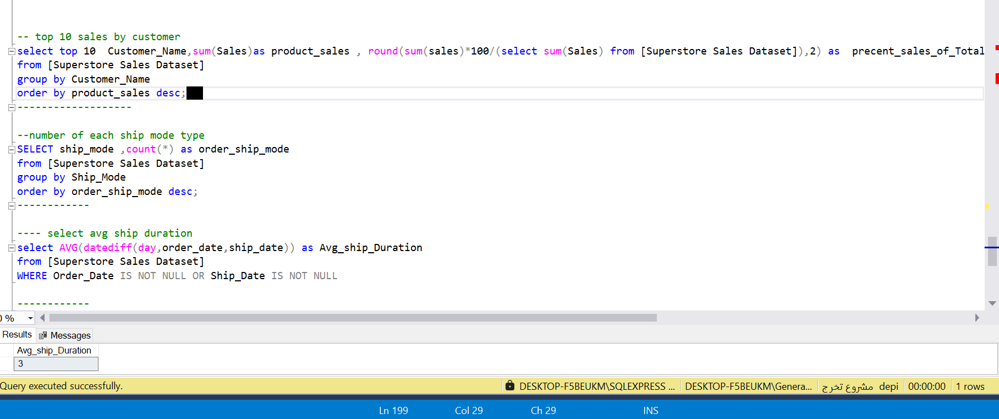 -- top 10 sales by customer
select top 10  Customer_Name,sum(Sales)as product_sales , round(sum(sales)*100/(select sum(Sales) from [Superstore Sales Dataset]),2) as  precent_sales_of_Total
from [Superstore Sales Dataset]
group by Customer_Name
order by product_sales desc;
-------------------
--number of each ship mode type
SELECT ship_mode ,count(*) as order_ship_mode
from [Superstore Sales Dataset]
group by Ship_Mode
order by order_ship_mode desc;
------------
---- select avg ship duration
select AVG(datediff(day,order_date,ship_date)) as Avg_ship_Duration
from [Superstore Sales Dataset]
WHERE Order_Date IS NOT NULL OR Ship_Date IS NOT NULL
------------
0 %
Results Messages
Avg_ship_Duration
3
Query executed successfully. DESKTOP-F5BEUKM\SQLEXPRESS ... DESKTOP-F5BEUKM\Genera... مشروع تخرج depi 00:00:00 1 rows
Ln 199 Col 29 Ch 29 INS